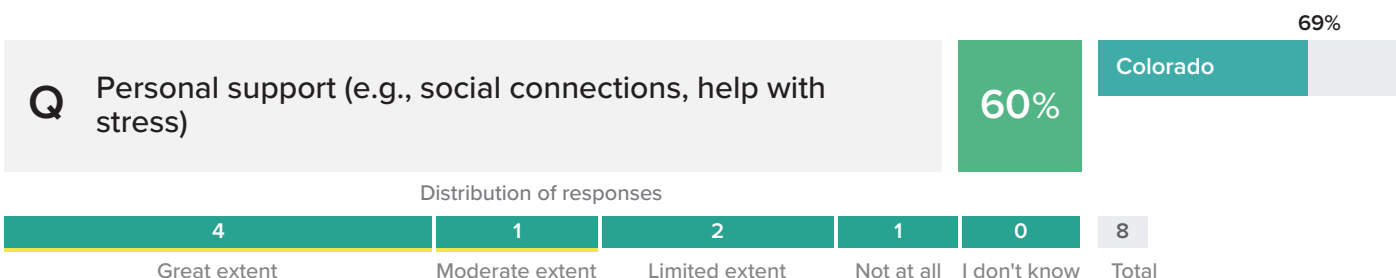 69%
Q
Personal support (e.g., social connections, help with
stress)
60%
Colorado
Distribution of responses
4 1 2 1 0 8
Great extent Moderate extent Limited extent Not at all I don't know Total